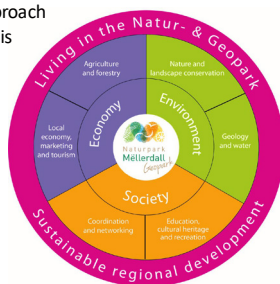 proach
is
Living in the Natur- & Geopark
Agriculture
and forestry
Nature and
landscape conservation
Local
economy,
marketing
and tourism
Economy
Environment
Geology
and water
Naturpark
Mëllerdall
Geopark
Society
Coordination
and networking
Education,
cultural heritage
and recreation
Sustainable regional development